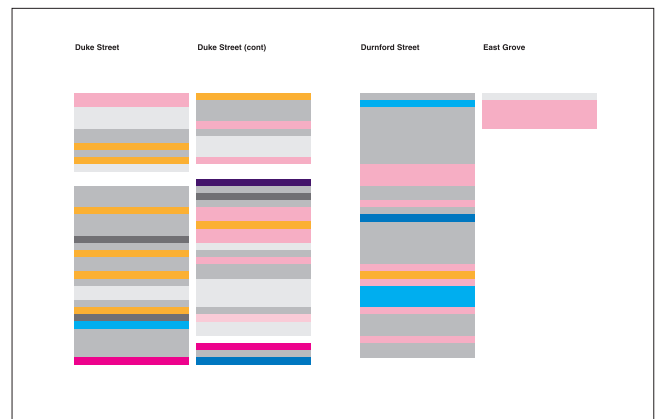 Duke Street
Duke Street (cont)
Durnford Street
East Grove